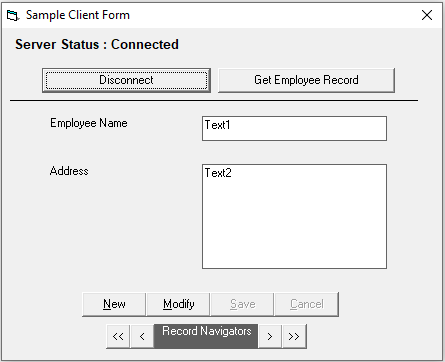 Sample Client Form
Server Status : Connected
Disconnect
Get Employee Record
Employee Name
Text1
Address
Text2
New
Modify
Save
Cancel
<<
<
Record Navigators
>
>>